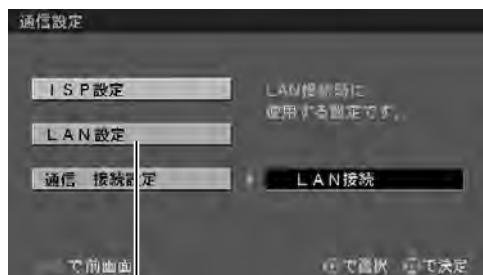 通信設定
ISP設定
LAN接続時に
使用する設定です。
LAN設定
通信 接続設定
LAN接続
で前画面
で選択 で決定